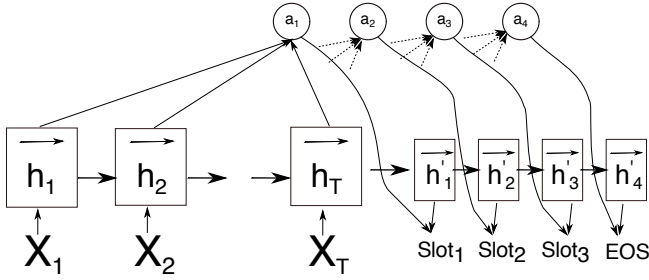 a₁ a₂ a₃ a₄
h₁ h₂ h_T h'₁ h'₂ h'₃ h'₄
X₁ X₂ X_T Slot₁ Slot₂ Slot₃ EOS